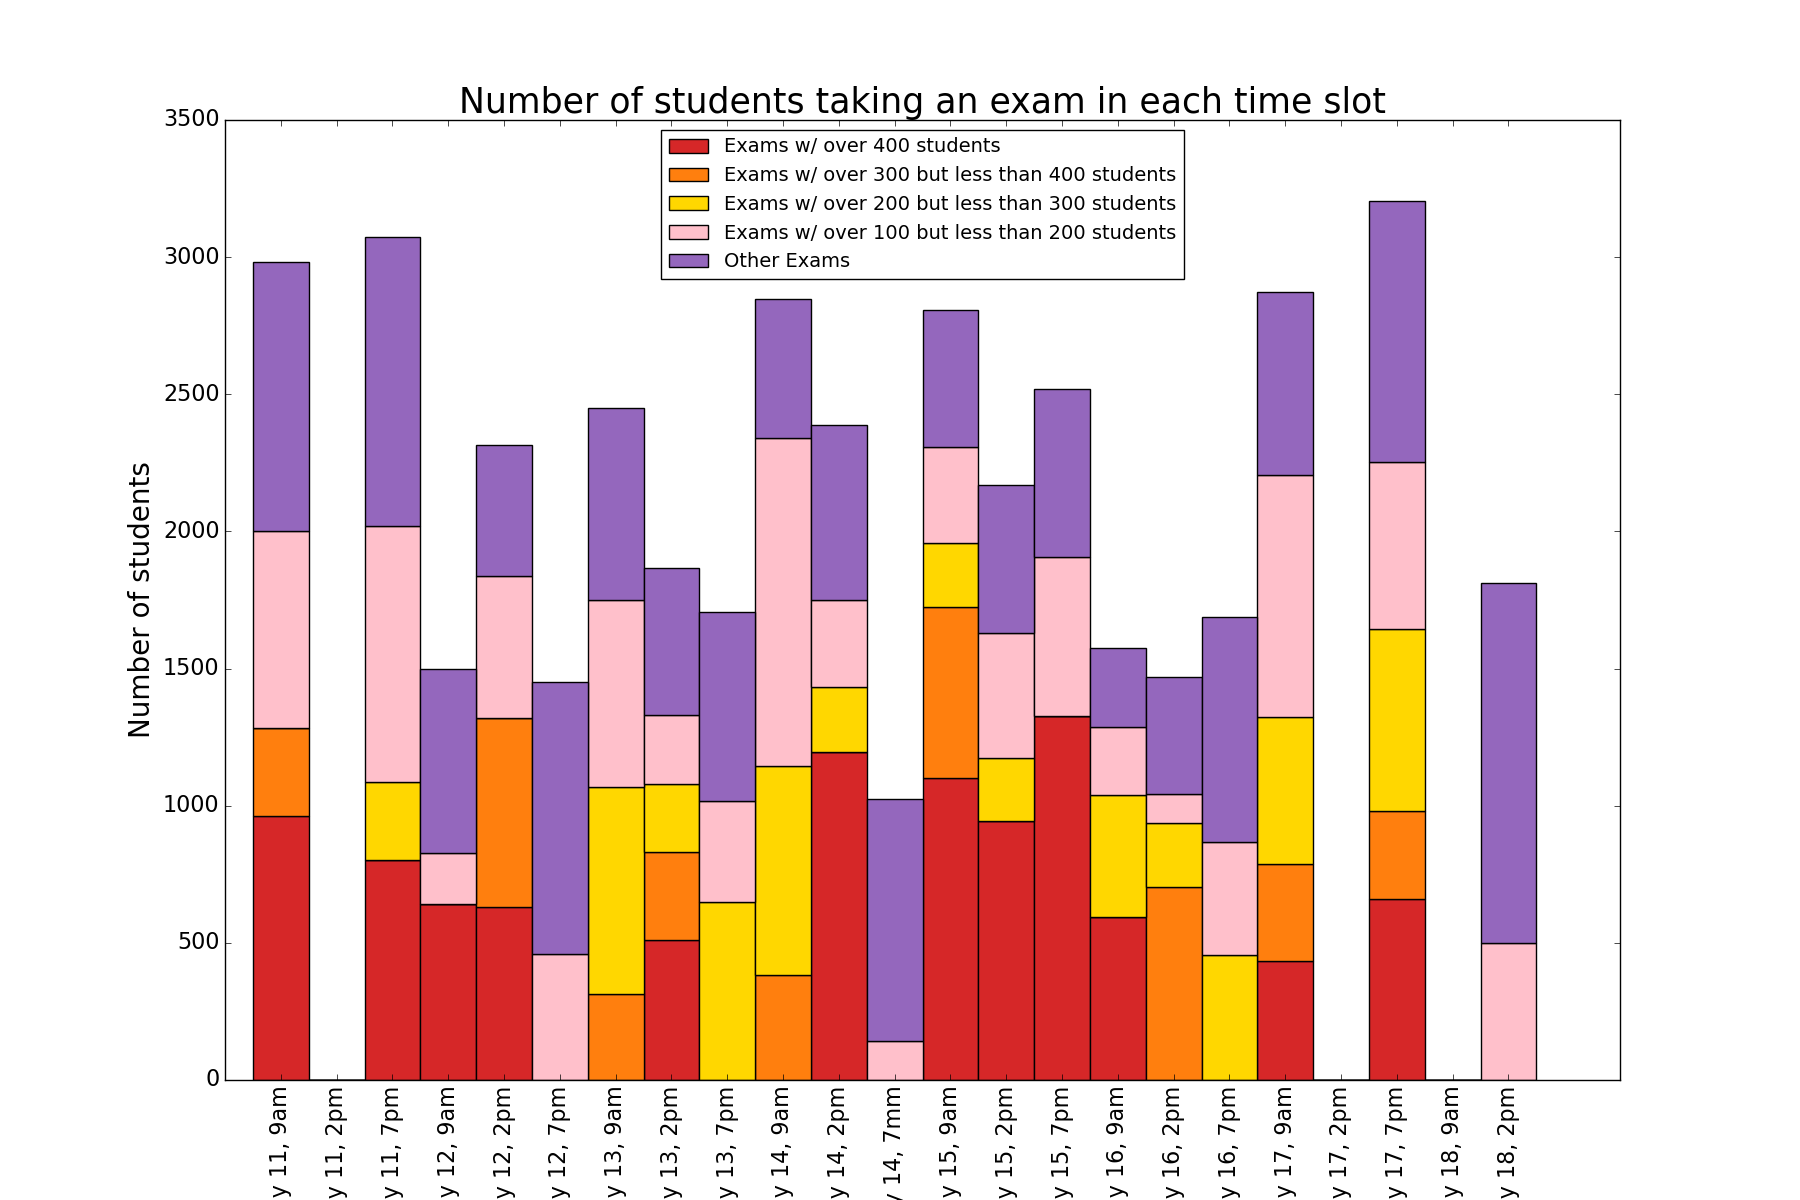 Number of students taking an exam in each time slot
3500
3000
2500
2000
1500
1000
500
0
Number of students
Exams w/ over 400 students
Exams w/ over 300 but less than 400 students
Exams w/ over 200 but less than 300 students
Exams w/ over 100 but less than 200 students
Other Exams
y 11, 9am
y 11, 2pm
y 11, 7pm
y 12, 9am
y 12, 2pm
y 12, 7pm
y 13, 9am
y 13, 2pm
y 13, 7pm
y 14, 9am
y 14, 2pm
y 14, 7mm
y 15, 9am
y 15, 2pm
y 15, 7pm
y 16, 9am
y 16, 2pm
y 16, 7pm
y 17, 9am
y 17, 2pm
y 17, 7pm
y 18, 9am
y 18, 2pm